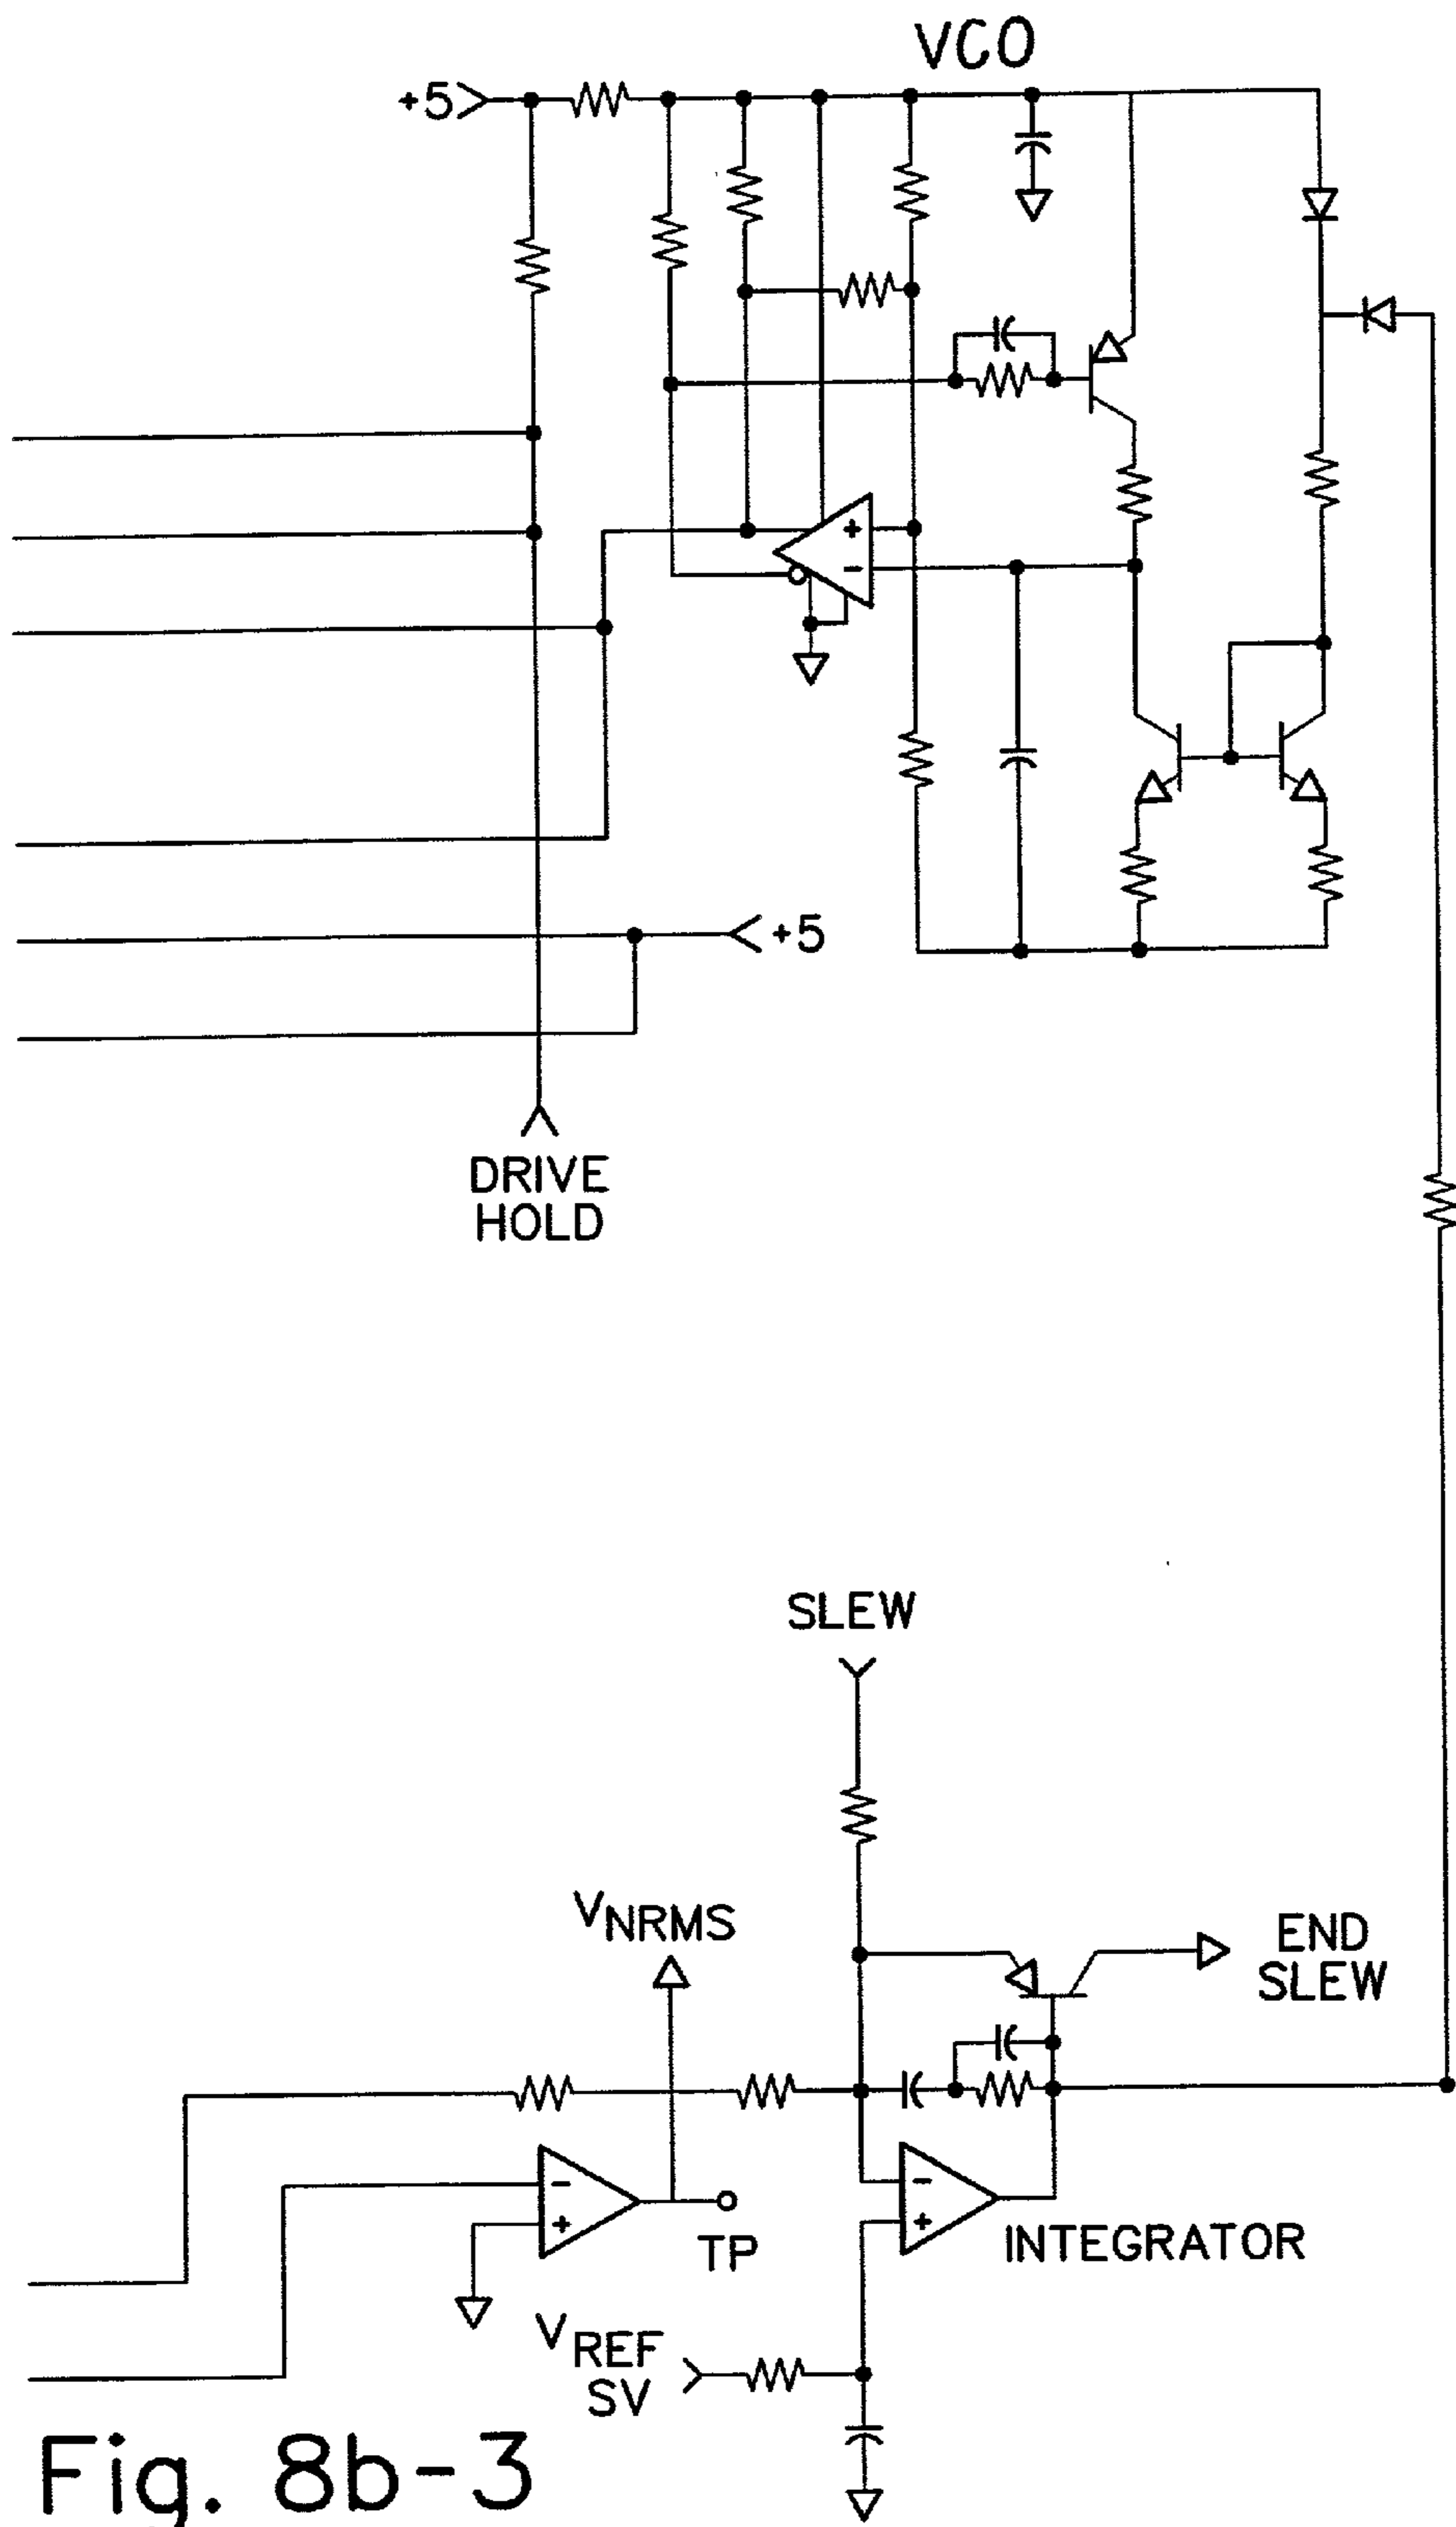 VCO
+5
+
-
+5
DRIVE
HOLD
SLEW
VNRMS
END
SLEW
-
+
TP
-
+
INTEGRATOR
VREF
SV
Fig. 8b-3